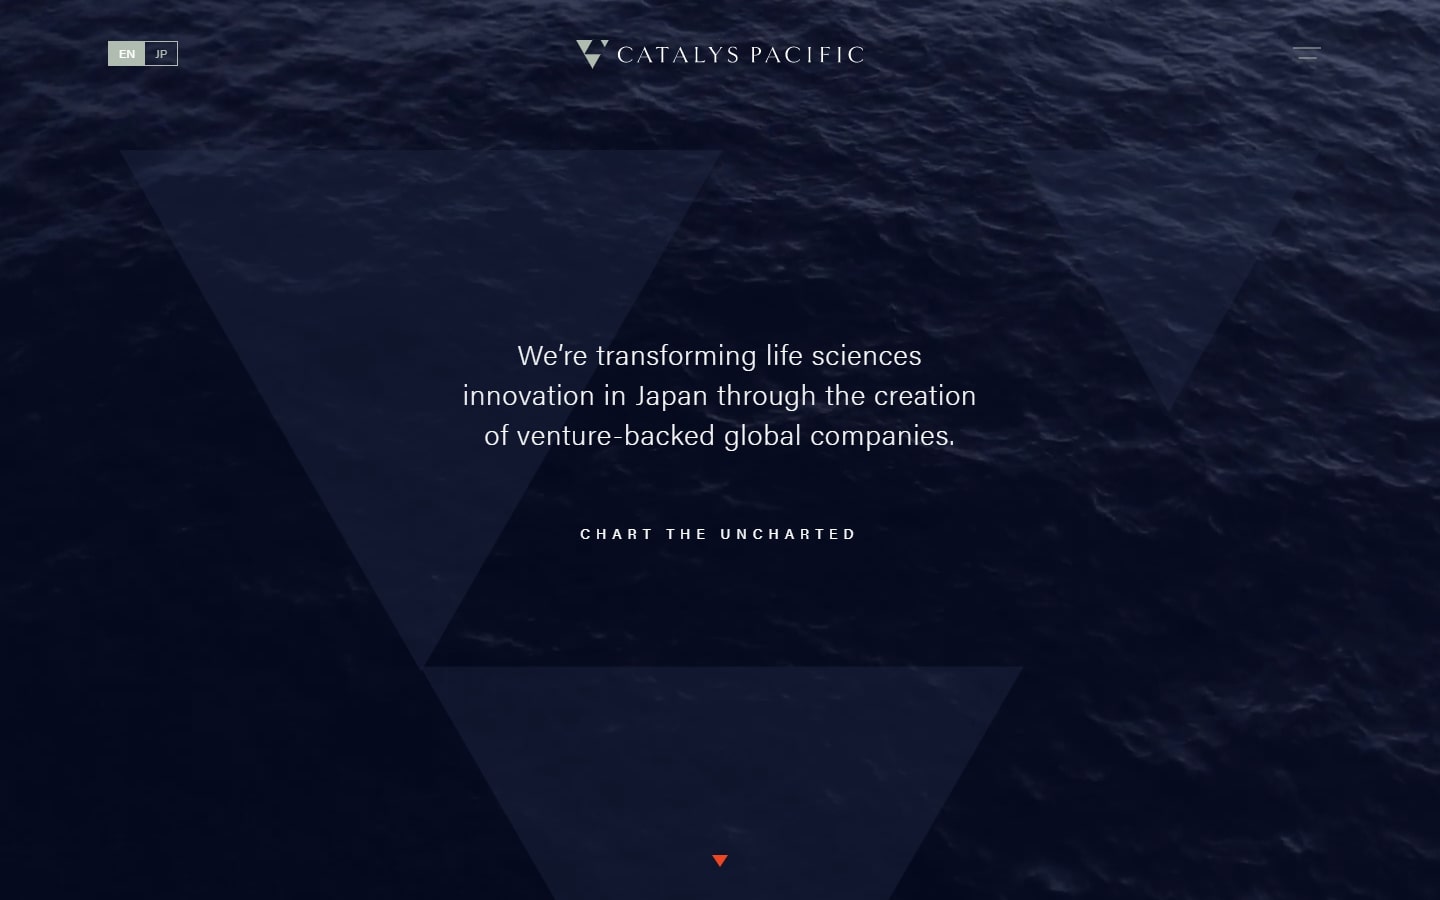 EN JP
CATALYS PACIFIC
We’re transforming life sciences
innovation in Japan through the creation
of venture-backed global companies.
CHART THE UNCHARTED